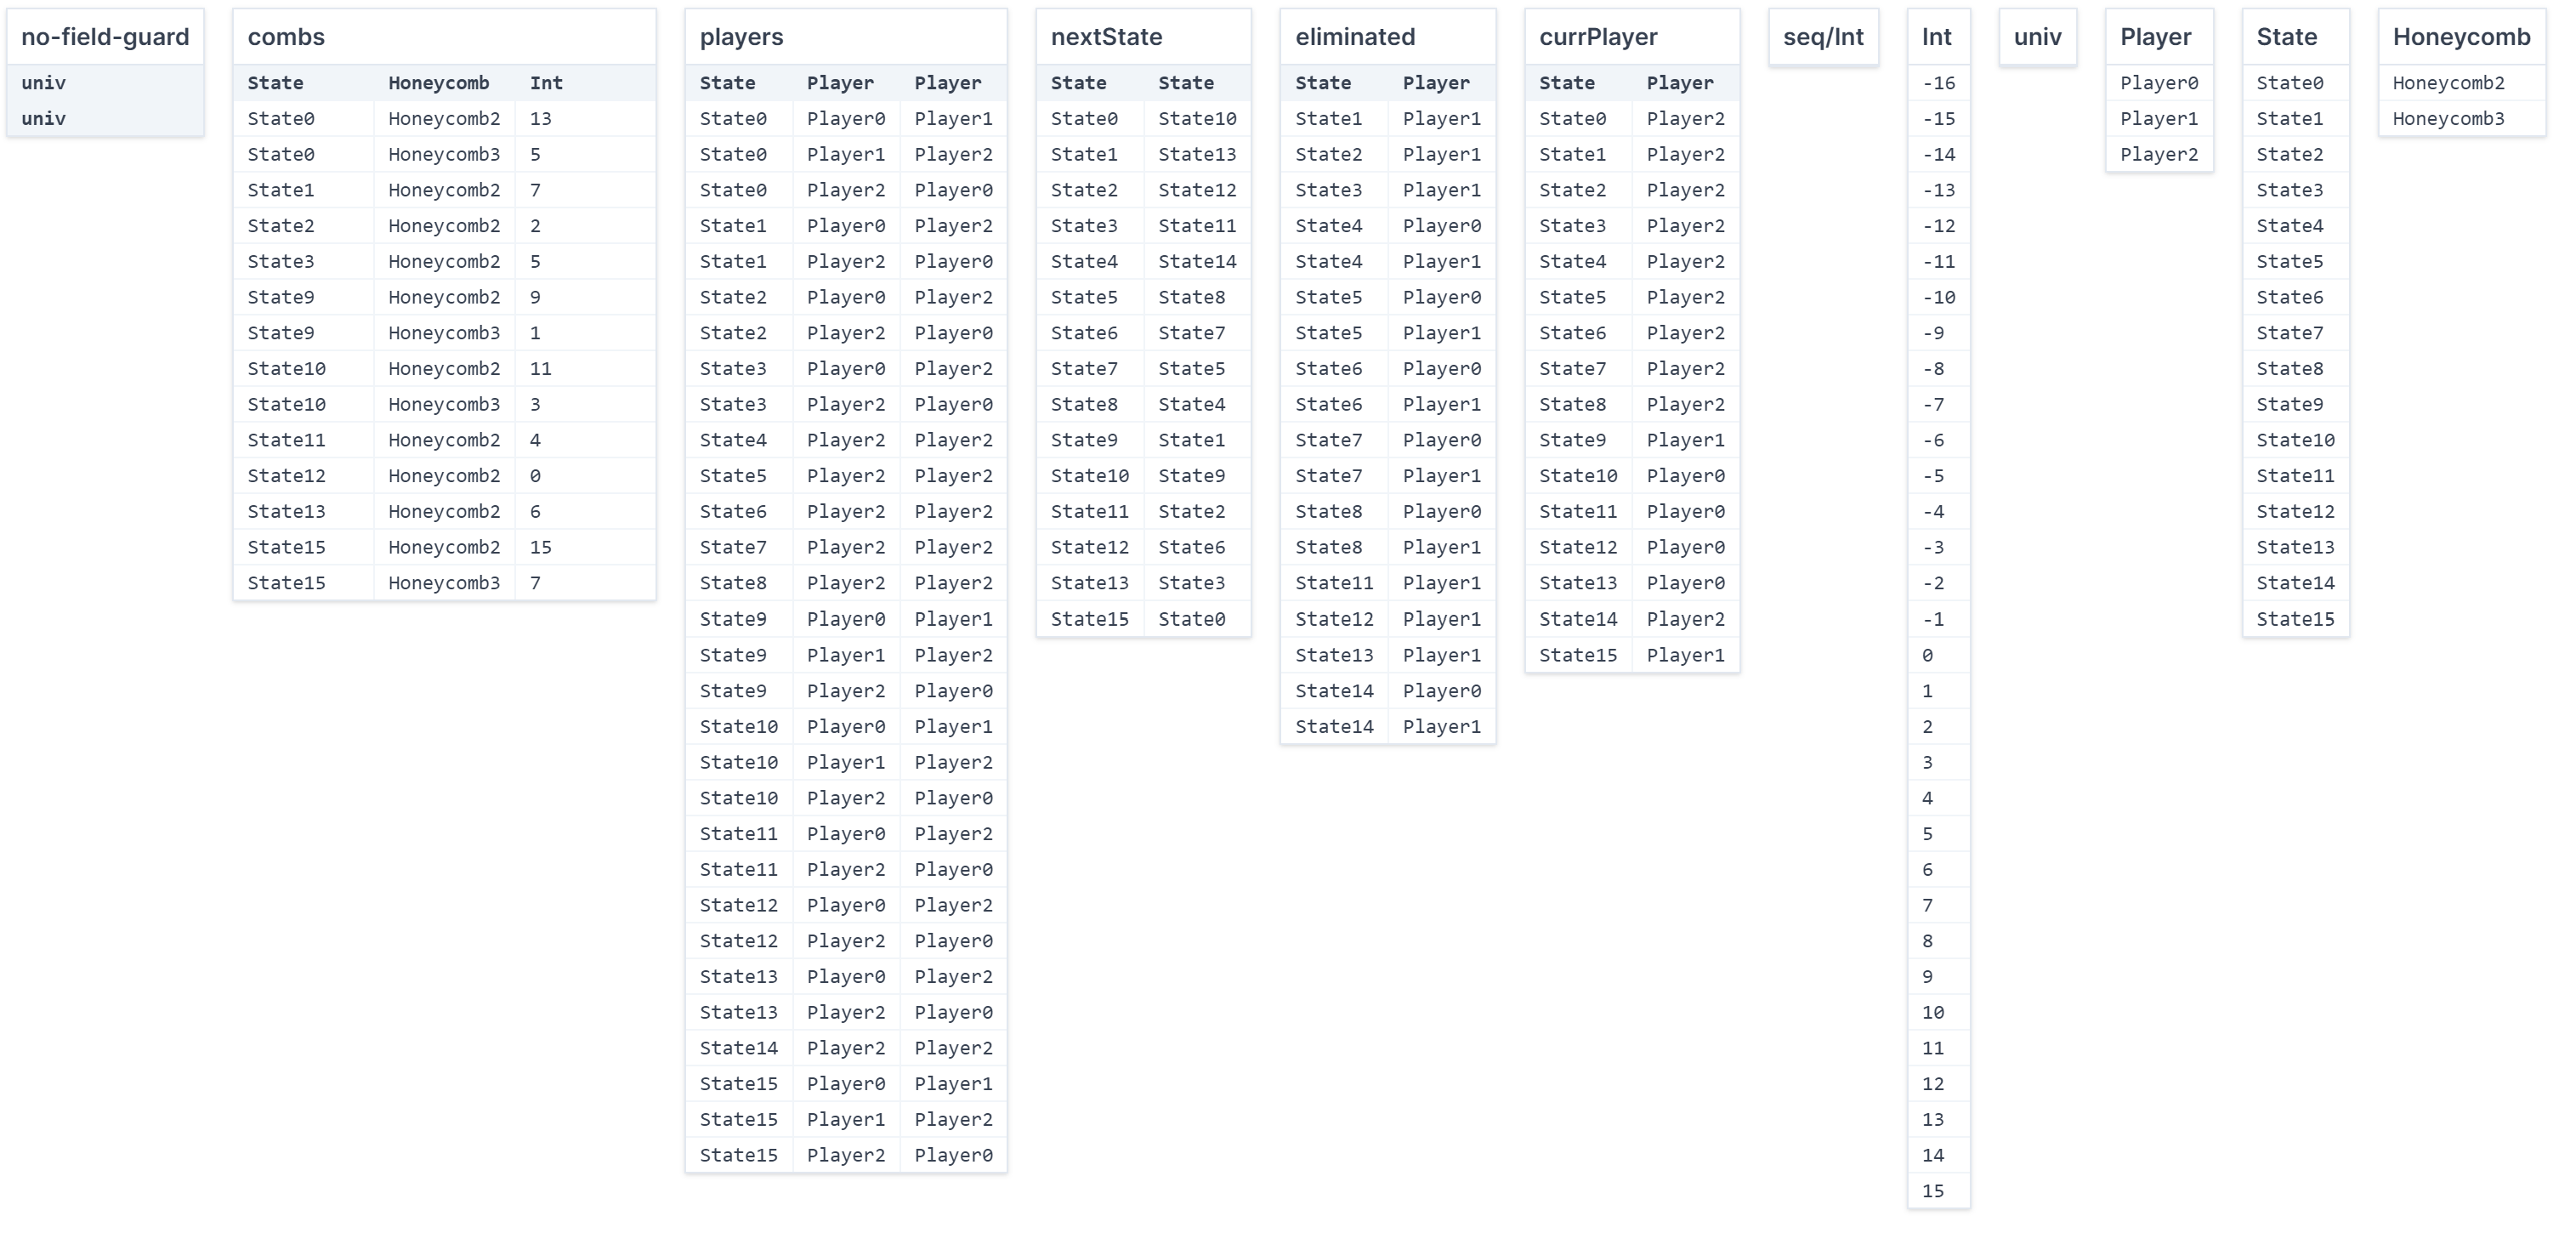 no-field-guard
univ
univ
combs
State Honeycomb Int
State0 Honeycomb2 13
State0 Honeycomb3 5
State1 Honeycomb2 7
State2 Honeycomb2 2
State3 Honeycomb2 5
State9 Honeycomb2 9
State9 Honeycomb3 1
State10 Honeycomb2 11
State10 Honeycomb3 3
State11 Honeycomb2 4
State12 Honeycomb2 0
State13 Honeycomb2 6
State15 Honeycomb2 15
State15 Honeycomb3 7
players
State Player Player
State0 Player0 Player1
State0 Player1 Player2
State0 Player2 Player0
State1 Player0 Player2
State1 Player2 Player0
State2 Player0 Player2
State2 Player2 Player0
State3 Player0 Player2
State3 Player2 Player0
State4 Player2 Player2
State5 Player2 Player2
State6 Player2 Player2
State7 Player2 Player2
State8 Player2 Player2
State9 Player0 Player1
State9 Player1 Player2
State9 Player2 Player0
State10 Player0 Player1
State10 Player1 Player2
State10 Player2 Player0
State11 Player0 Player2
State11 Player2 Player0
State12 Player0 Player2
State12 Player2 Player0
State13 Player0 Player2
State13 Player2 Player0
State14 Player2 Player2
State15 Player0 Player1
State15 Player1 Player2
State15 Player2 Player0
nextState
State State
State0 State10
State1 State13
State2 State12
State3 State11
State4 State14
State5 State8
State6 State7
State7 State5
State8 State4
State9 State1
State10 State9
State11 State2
State12 State6
State13 State3
State15 State0
eliminated
State Player
State1 Player1
State2 Player1
State3 Player1
State4 Player0
State4 Player1
State5 Player0
State5 Player1
State6 Player0
State6 Player1
State7 Player0
State7 Player1
State8 Player0
State8 Player1
State11 Player1
State12 Player1
State13 Player1
State14 Player0
State14 Player1
currPlayer
State Player
State0 Player2
State1 Player2
State2 Player2
State3 Player2
State4 Player2
State5 Player2
State6 Player2
State7 Player2
State8 Player2
State9 Player1
State10 Player0
State11 Player0
State12 Player0
State13 Player0
State14 Player2
State15 Player1
seq/Int
Int
-16
-15
-14
-13
-12
-11
-10
-9
-8
-7
-6
-5
-4
-3
-2
-1
0
1
2
3
4
5
6
7
8
9
10
11
12
13
14
15
univ
Player
Player0
Player1
Player2
State
State0
State1
State2
State3
State4
State5
State6
State7
State8
State9
State10
State11
State12
State13
State14
State15
Honeycomb
Honeycomb2
Honeycomb3